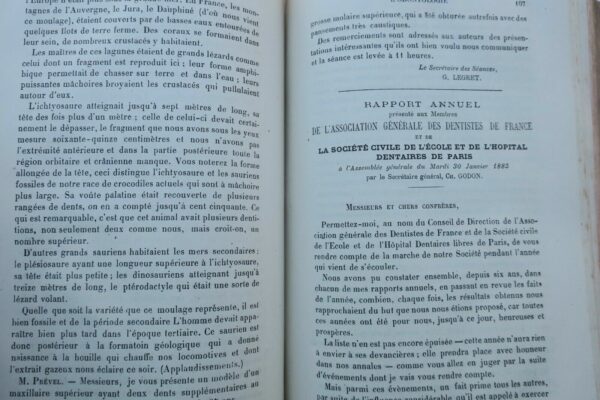 l'Europe
tagnes de l'Auvergne, le Jura, le Dauphiné (d'où nous vient
ce moulage), étaient couverts par de basses eaux entourées de
quelques îlots de terre ferme. Des coraux se formaient dans
leur sein, de nombreux crustacés y habitaient.
Les maîtres de ces lagunes étaient de grands lézards comme
celui dont un fragment est reproduit ici ; leur forme amphi-
bique permettait de chasser sur terre et dans l'eau ; leurs
puissantes mâchoires broyaient les crustacés qui pullulaient
autour d'eux.
L'ichtyosaure atteignait jusqu'à sept mètres de long, sa
tête des fois plus d'un mètre ; celle de celui-ci devait certai-
nement le dépasser, le fragment que nous avons sous les yeux
mesure soixante-quinze centimètres et nous n'avons pas
l'extrémité antérieure et dans la partie postérieure toute la
région orbitaire et crânienne manque. Vous noterez la forme
allongée de la tête, ceci distingue l'ichtyosaure et les sauriens
fossiles de notre race de crocodiles actuels qui sont à mâchoire
plus large. Sa voûte palatine était recouverte de plusieurs
rangées de dents, on en a compté jusqu'à cent cinquante. Ce
qui est remarquable, c'est que cet animal avait plusieurs denti-
tions, non seulement deux comme nous, mais croit-on, un
nombre supérieur.
D'autres grands sauriens habitaient les mers secondaires :
le plésiosaure ayant une longueur supérieure à l'ichtyosaure,
sa tête était plus petite ; les dinosauriens atteignant jusqu'à
treize mètres de long, le ptérodactyle qui était une sorte de
lézard volant.
Quelle que soit la variété que ce moulage représente, il est
bien fossile et de la période secondaire L'homme devait appa-
raître bien plus tard dans l'époque tertiaire. Ce saurien est
donc postérieur à la formatoin géologique qui a donné
naissance à la houille qui chauffe nos locomotives et dont
l'extrait gazeux nous éclaire ce soir. (Applaudissements.)
M. PRÉVEL. — Messieurs, je vous présente un modèle d'un
maxillaire supérieur ayant deux dents supplémentaires au
107
grosse molaire supérieure, qui a été obturée autrefois avec des
pansements très caustiques.
Des remerciements sont adressés aux auteurs des présen-
tations intéressantes qu'ils ont bien voulu nous communiquer
et la séance est levée à 11 heures.
Le Secrétaire des Séances,
G. LEGRET.
RAPPORT ANNUEL
présenté aux Membres
DE L'ASSOCIATION GÉNÉRALE DES DENTISTES DE FRANCE
ET DE
LA SOCIÉTÉ CIVILE DE L'ÉCOLE ET DE L'HOPITAL
DENTAIRES DE PARIS
à l'Assemblée générale du Mardi 30 Janvier 1885
par le Secrétaire général, CH. GODON.
MESSIEURS ET CHERS CONFRÈRES,
Permettez-moi, au nom du Conseil de Direction de l'Asso-
ciation générale des Dentistes de France et de la Société civile
de l'Ecole et de l'Hôpital Dentaires libres de Paris, de vous
rendre compte de la marche de notre Société pendant l'année
qui vient de s'écouler.
Nous avons pu constater ensemble, depuis six ans, dans
chacun de mes rapports annuels, en passant en revue les faits
de l'année, combien, chaque fois, les résultats obtenus nous
rapprochaient du but que nous nous étions proposé, car toutes
ces années ont été pour nous, jusqu'à ce jour, heureuses et
prospères.
La liste n'en est pas encore épuisée — cette année n'aura rien
à envier à ses devancières ; elle prendra place avec honneur
dans nos annales — comme vous allez en juger par la suite
d'événements dont je vais vous rendre compte.
Mais parmi ces évènements, un fait prime tous les autres,
par suite de l'influence considérable qu'il est appelé à exercer